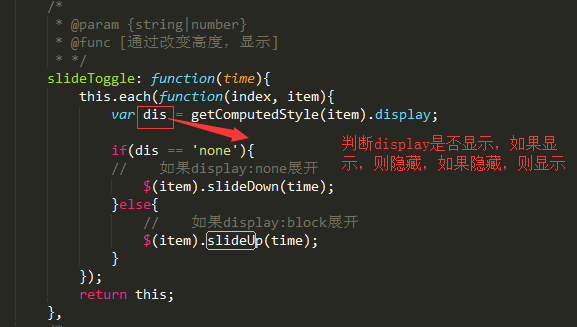 /*
* @param {string|number}
* @func [通过改变高度，显示]
* */
slideToggle: function(time){
this.each(function(index, item){
var dis = getComputedStyle(item).display;
判断display是否显示，如果显
示，则隐藏，如果隐藏，则显示
if(dis == 'none'){
// 如果display:none展开
$(item).slideDown(time);
}else{
// 如果display:block展开
$(item).slideUp(time);
}
});
return this;
},